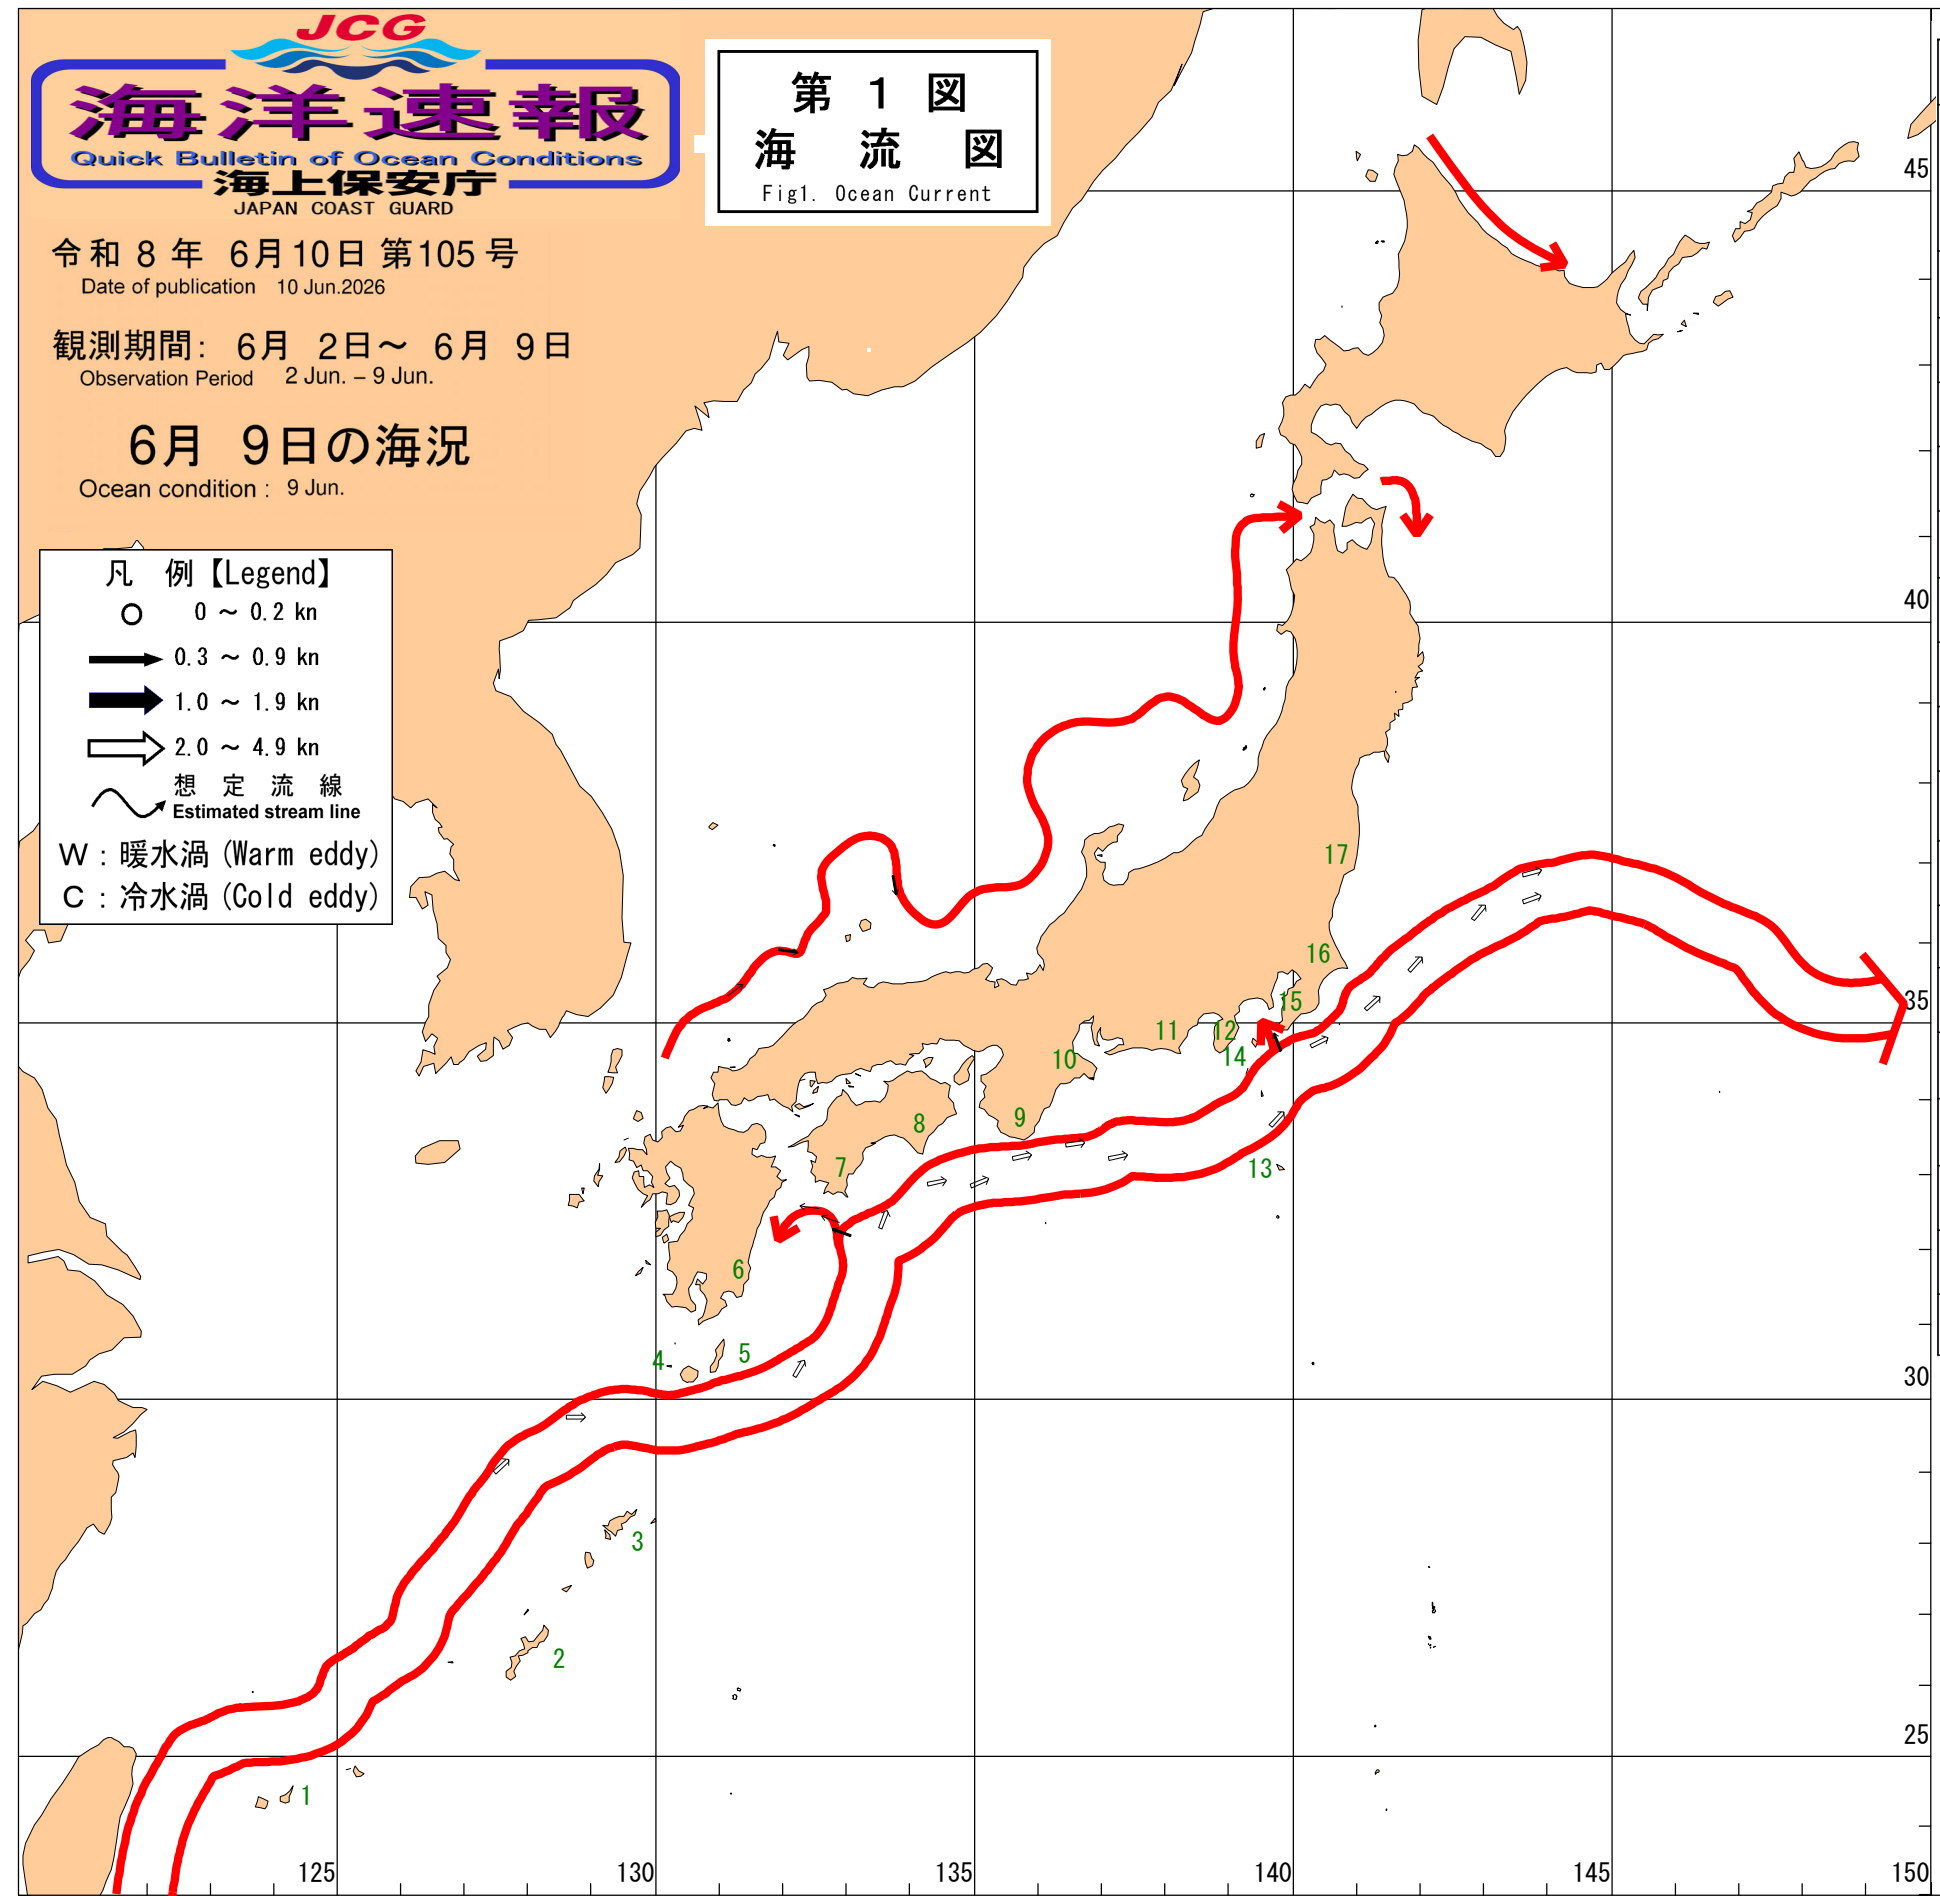 JCG
海洋速報
Quick Bulletin of Ocean Conditions
海上保安庁
JAPAN COAST GUARD
第 1 図
海 流 図
Fig1. Ocean Current
令和 8 年 6月10日 第105号
Date of publication 10 Jun.2026
観測期間: 6月 2日～ 6月 9日
Observation Period 2 Jun. – 9 Jun.
6月 9日の海況
Ocean condition : 9 Jun.
凡 例【Legend】
0 ～ 0.2 kn
0.3 ～ 0.9 kn
1.0 ～ 1.9 kn
2.0 ～ 4.9 kn
想 定 流 線
Estimated stream line
W : 暖水渦 (Warm eddy)
C : 冷水渦 (Cold eddy)
45
40
35
30
25
17
16
15
12
11
14
10
9
8
7
13
6
5
4
3
2
1
125
130
135
140
145
150